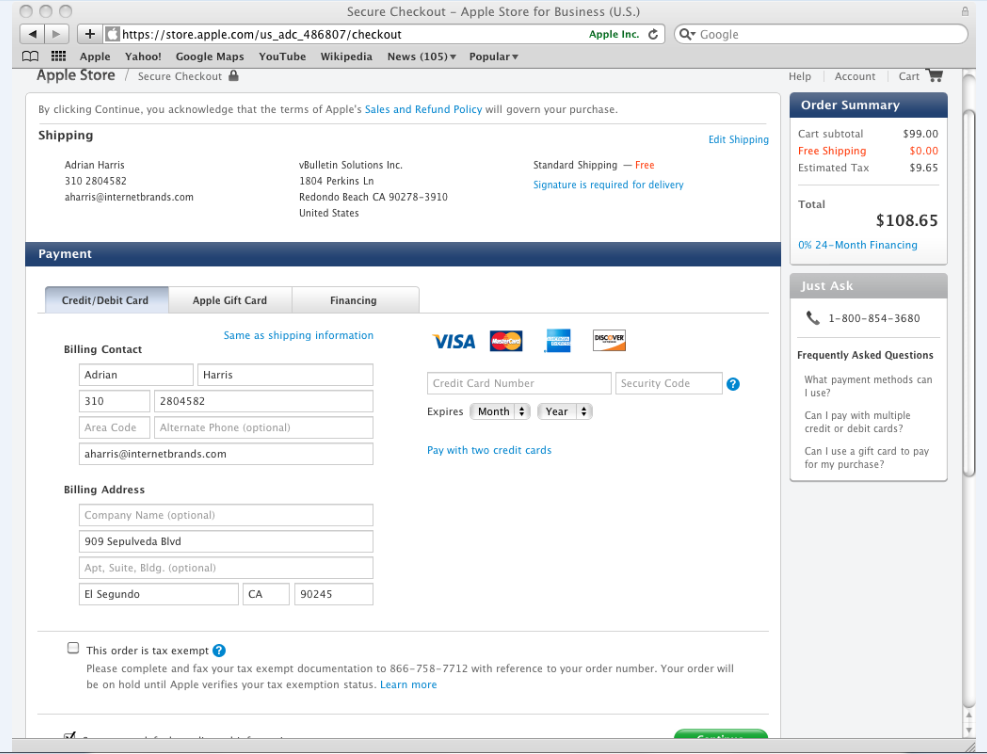 Secure Checkout – Apple Store for Business (U.S.)
https://store.apple.com/us_adc_486807/checkout
Apple Inc.
Google
Apple Yahoo! Google Maps YouTube Wikipedia News (105) Popular
Apple Store / Secure Checkout
Help Account Cart
By clicking Continue, you acknowledge that the terms of Apple's Sales and Refund Policy will govern your purchase.
Shipping
Edit Shipping
Adrian Harris
310 2804582
aharris@internetbrands.com
vBulletin Solutions Inc.
1804 Perkins Ln
Redondo Beach CA 90278-3910
United States
Standard Shipping — Free
Signature is required for delivery
Payment
Credit/Debit Card Apple Gift Card Financing
Same as shipping information
Billing Contact
Adrian Harris
310 2804582
Area Code Alternate Phone (optional)
aharris@internetbrands.com
Billing Address
Company Name (optional)
909 Sepulveda Blvd
Apt, Suite, Bldg. (optional)
El Segundo CA 90245
VISA MasterCard DISCOVER
Credit Card Number Security Code ?
Expires Month Year
Pay with two credit cards
This order is tax exempt ?
Please complete and fax your tax exempt documentation to 866-758-7712 with reference to your order number. Your order will
be on hold until Apple verifies your tax exemption status. Learn more
Continue
Order Summary
Cart subtotal $99.00
Free Shipping $0.00
Estimated Tax $9.65
Total
$108.65
0% 24-Month Financing
Just Ask
1-800-854-3680
Frequently Asked Questions
What payment methods can
I use?
Can I pay with multiple
credit or debit cards?
Can I use a gift card to pay
for my purchase?